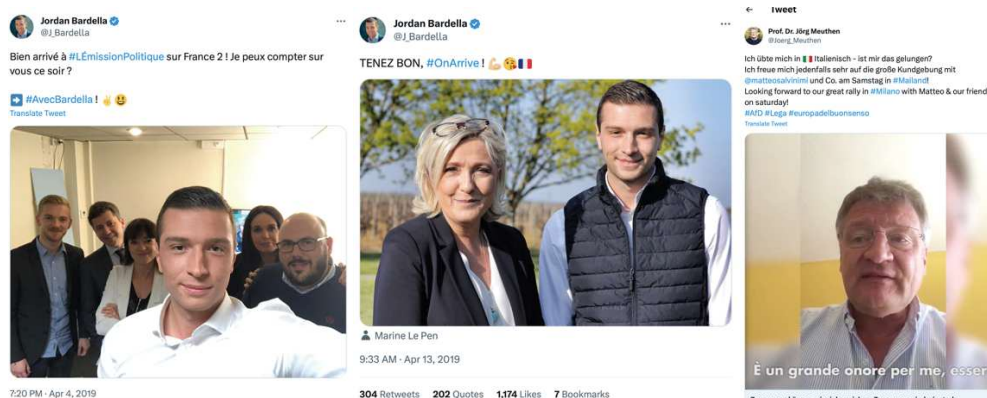 Jordan Bardella
@J_Bardella
Bien arrivé à #LÉmissionPolitique sur France 2 ! Je peux compter sur
vous ce soir ?
➡️ #AvecBardella ! ✌️ 😃
Translate Tweet
7:20 PM · Apr 4, 2019
Jordan Bardella
@J_Bardella
TENEZ BON, #OnArrive ! 💪 😘 🇫🇷
Marine Le Pen
9:33 AM · Apr 13, 2019
304 Retweets 202 Quotes 1,174 Likes 7 Bookmarks
Tweet
Prof. Dr. Jörg Meuthen
@Joerg_Meuthen
Ich übte mich in 🇮🇹 Italienisch - ist mir das gelungen?
Ich freue mich jedenfalls sehr auf die große Kundgebung mit
@matteosalvinimi und Co. am Samstag in #Mailand!
Looking forward to our great rally in #Milano with Matteo & our friend
on saturday!
#AfD #Lega #europadelbuonsenso
Translate Tweet
È un grande onore per me, esser